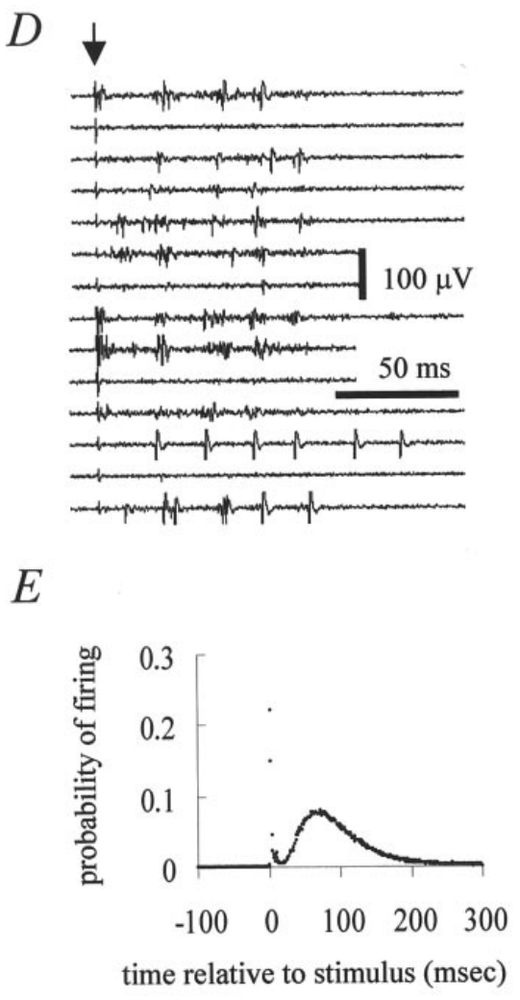 D
100 µV
50 ms
E
probability of firing
0.3
0.2
0.1
0
-100 0 100 200 300
time relative to stimulus (msec)